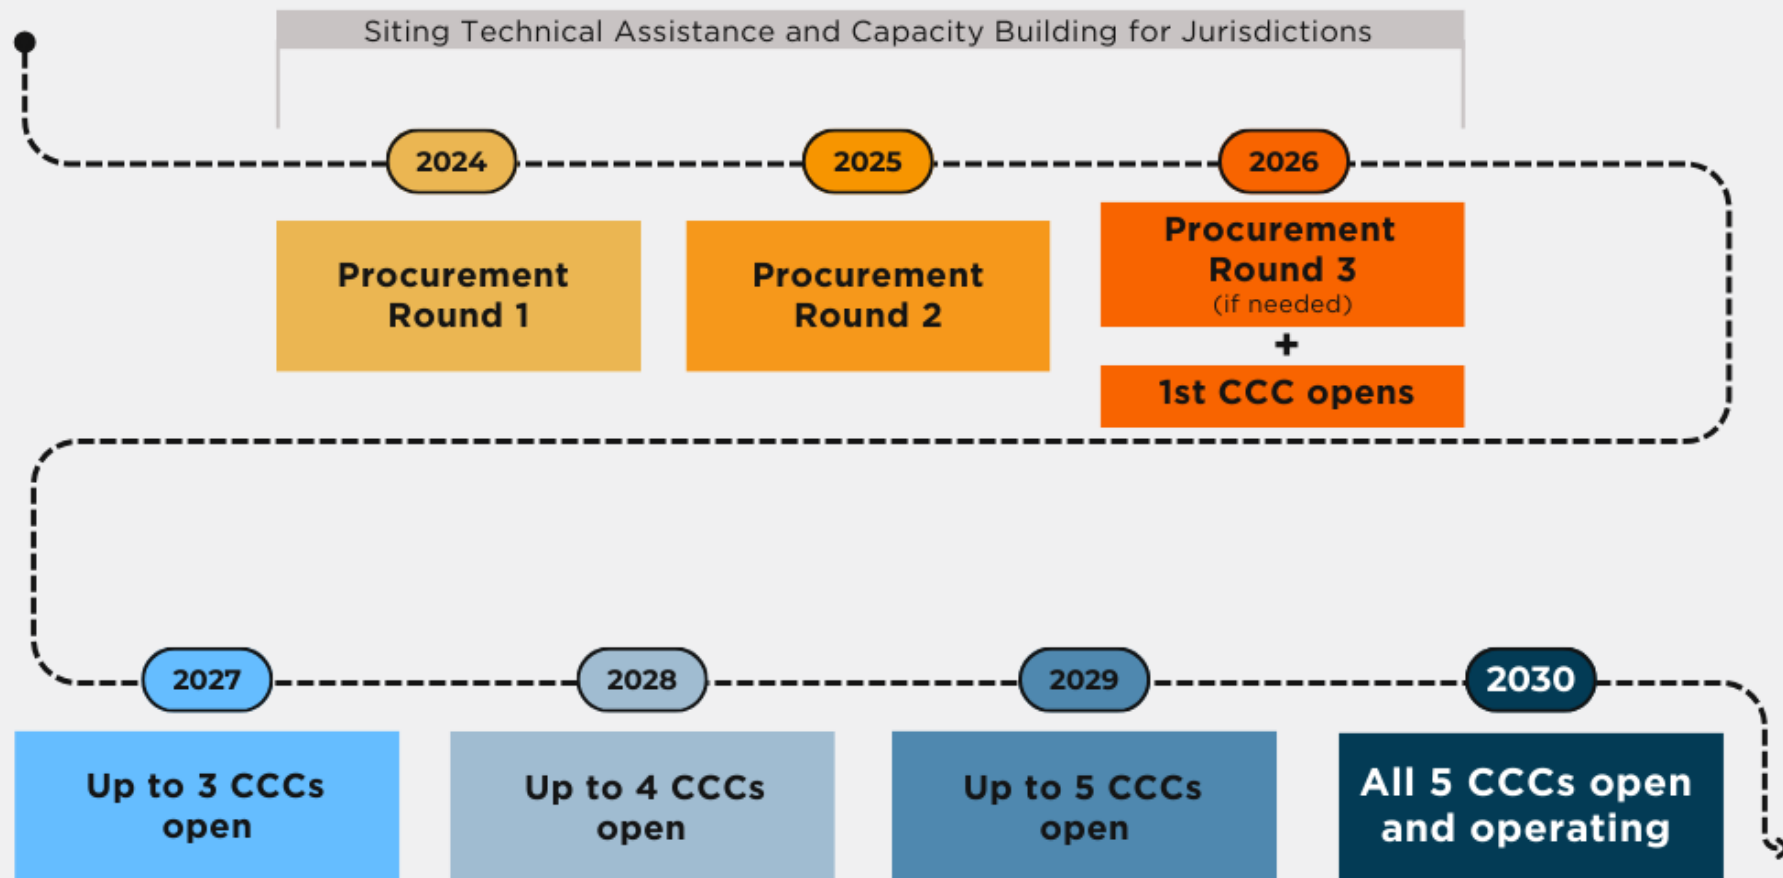 Siting Technical Assistance and Capacity Building for Jurisdictions
2024
2025
2026
Procurement
Round 1
Procurement
Round 2
Procurement
Round 3
(if needed)
+
1st CCC opens
2027
2028
2029
2030
Up to 3 CCCs
open
Up to 4 CCCs
open
Up to 5 CCCs
open
All 5 CCCs open
and operating